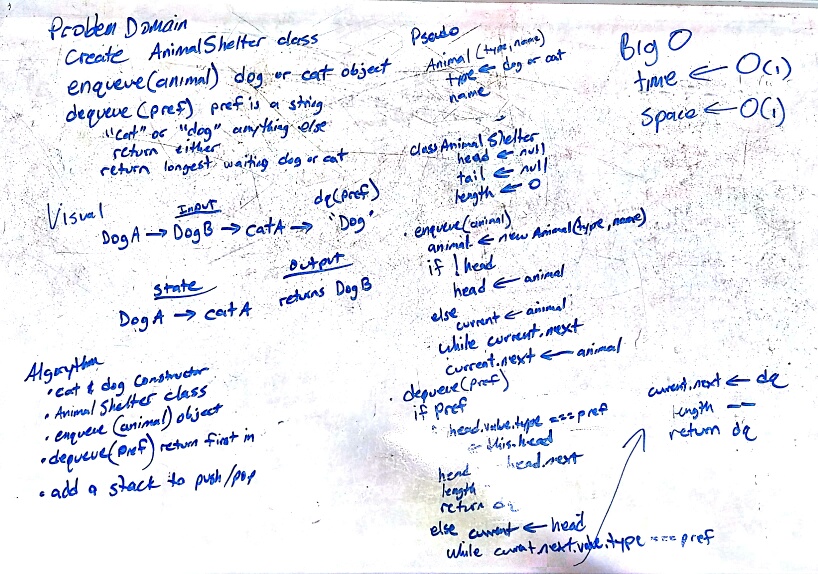 Problem Domain
Create AnimalShelter class
enqueue(animal) dog or cat object
dequeue (pref) pref is a string
"Cat" or "dog" anything else
return either
return longest waiting dog or cat
Visual
Input
dq(pref)
DogA → DogB → catA → "Dog"
State
Output
DogA → catA
returns DogB
Algorythm
• cat & dog constructor
• Animal Shelter class
• enqueue (animal) object
• dequeue(pref) return first in
• add a stack to push/pop
Pseudo
Animal (type, name)
type ← dog or cat
name
class Animal Shelter
head ← null
tail ← null
length ← 0
• enqueue(animal)
animal ← new Animal(type, name)
if !head
head ← animal
else
current ← animal
while current.next
current.next ← animal
• dequeue(pref)
if pref
head.value.type === pref
= this.head
head head.next
length
return
else current ← head
while current.next.value.type === pref
current.next ← dq
length --
return dq
Big O
time ← O(1)
space ← O(1)